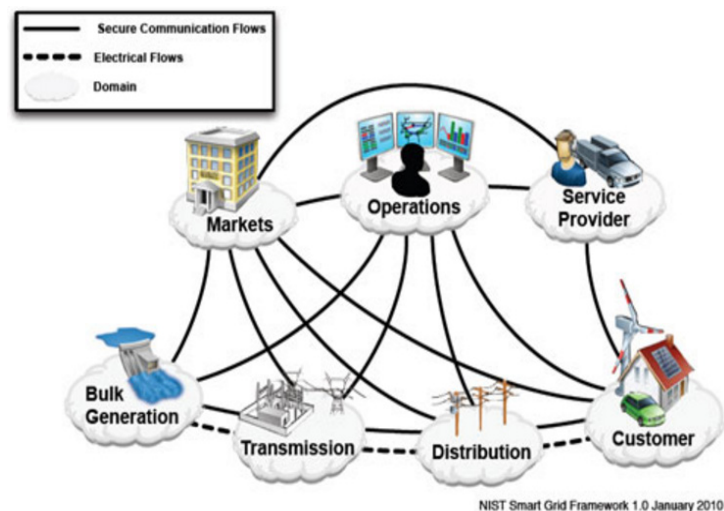 Secure Communication Flows
Electrical Flows
Domain
Markets
Operations
Service
Provider
Bulk
Generation
Transmission
Distribution
Customer
NIST Smart Grid Framework 1.0 January 2010